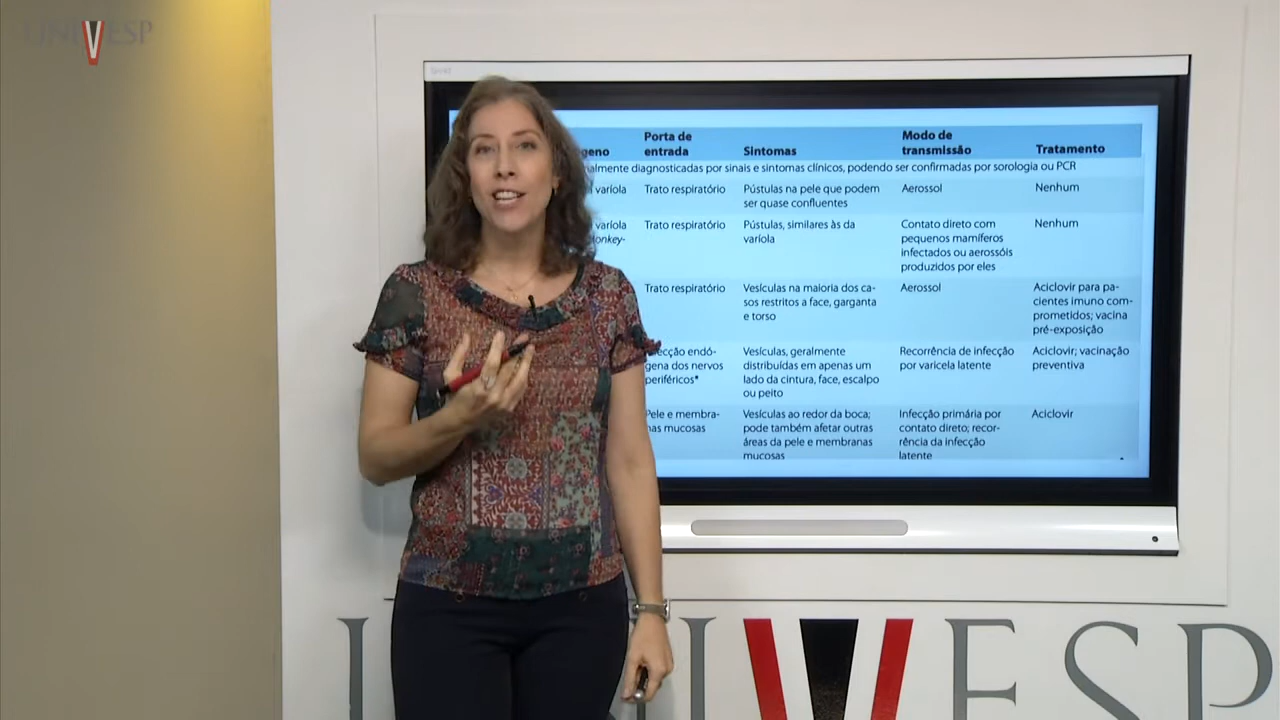 UNIVESP
Porta de
geno entrada Sintomas Modo de transmissão Tratamento
almente diagnosticadas por sinais e sintomas clínicos, podendo ser confirmadas por sorologia ou PCR
varíola Trato respiratório Pústulas na pele que podem Aerossol Nenhum
ser quase confluentes
varíola Trato respiratório Pústulas, similares às da Contato direto com Nenhum
onkey- varíola pequenos mamíferos
infectados ou aerossóis
produzidos por eles
Trato respiratório Vesículas na maioria dos ca- Aerossol Aciclovir para pa-
sos restritos a face, garganta cientes imuno com-
e torso prometidos; vacina
pré-exposição
ecção endó- Vesículas, geralmente Recorrência de infecção Aciclovir; vacinação
gena dos nervos distribuídas em apenas um por varicela latente preventiva
periféricos* lado da cintura, face, escalpo
ou peito
Pele e membra- Vesículas ao redor da boca; Infecção primária por Aciclovir
nas mucosas pode também afetar outras contato direto; recor-
áreas da pele e membranas rência da infecção
mucosas latente
UNIVESP